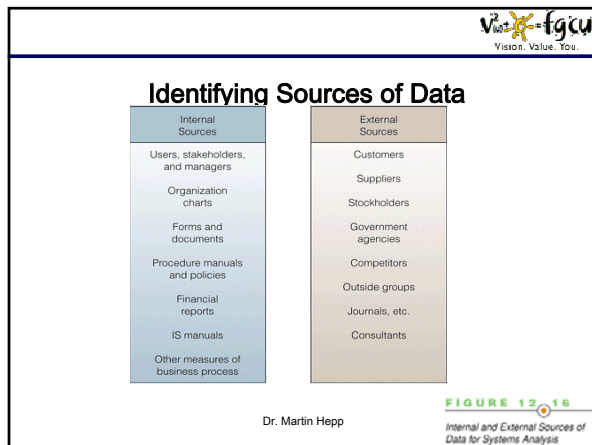 fgcu
Vision. Value. You.
Identifying Sources of Data
Internal
Sources
Users, stakeholders,
and managers
Organization
charts
Forms and
documents
Procedure manuals
and policies
Financial
reports
IS manuals
Other measures of
business process
External
Sources
Customers
Suppliers
Stockholders
Government
agencies
Competitors
Outside groups
Journals, etc.
Consultants
Dr. Martin Hepp
FIGURE 12 16
Internal and External Sources of
Data for Systems Analysis